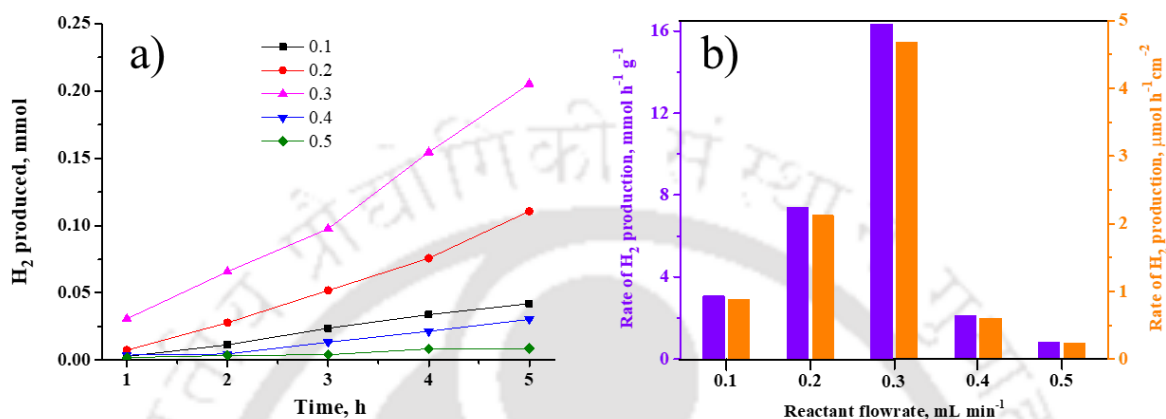 a)
H₂ produced, mmol
0.25
0.20
0.15
0.10
0.05
0.00
0.1
0.2
0.3
0.4
0.5
1 2 3 4 5
Time, h
b)
Rate of H₂ production, mmol h⁻¹ g⁻¹
16
12
8
4
0
Rate of H₂ production, μmol h⁻¹ cm⁻²
5
4
3
2
1
0
0.1 0.2 0.3 0.4 0.5
Reactant flowrate, mL min⁻¹